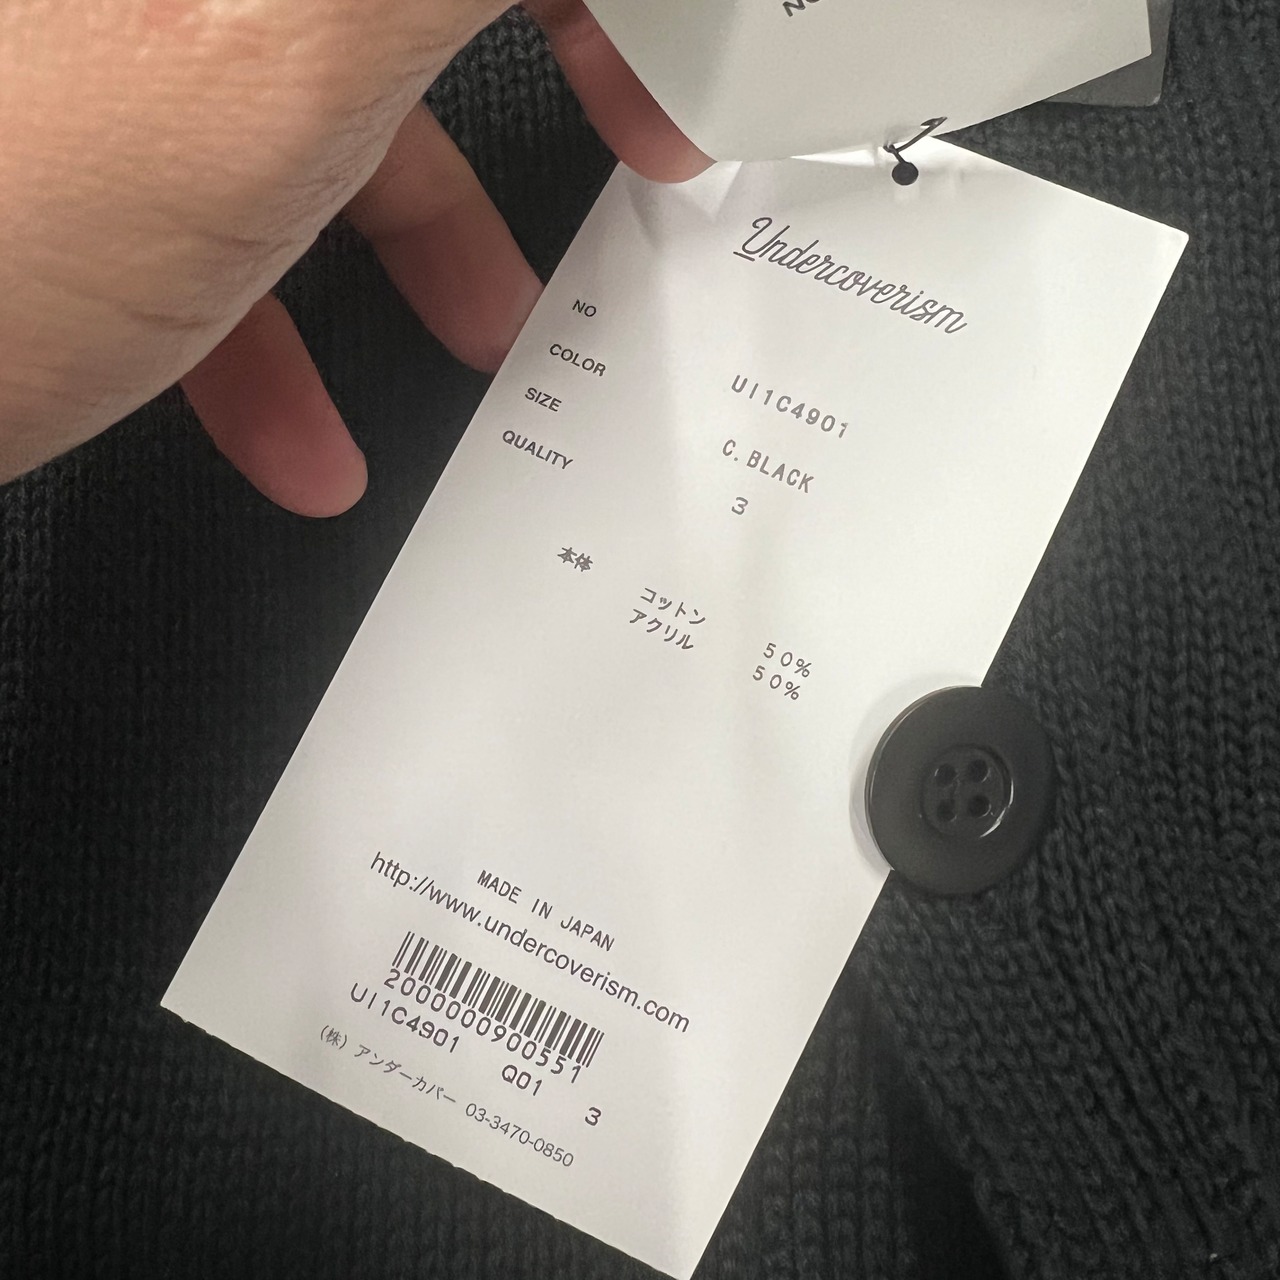 Undercoverism
NO UI1C4901
COLOR C.BLACK
SIZE 3
QUALITY
本体 コットン 50%
アクリル 50%
MADE IN JAPAN
http://www.undercoverism.com
2000000900551
UI1C4901 Q01 3
(株) アンダーカバー 03-3470-0850